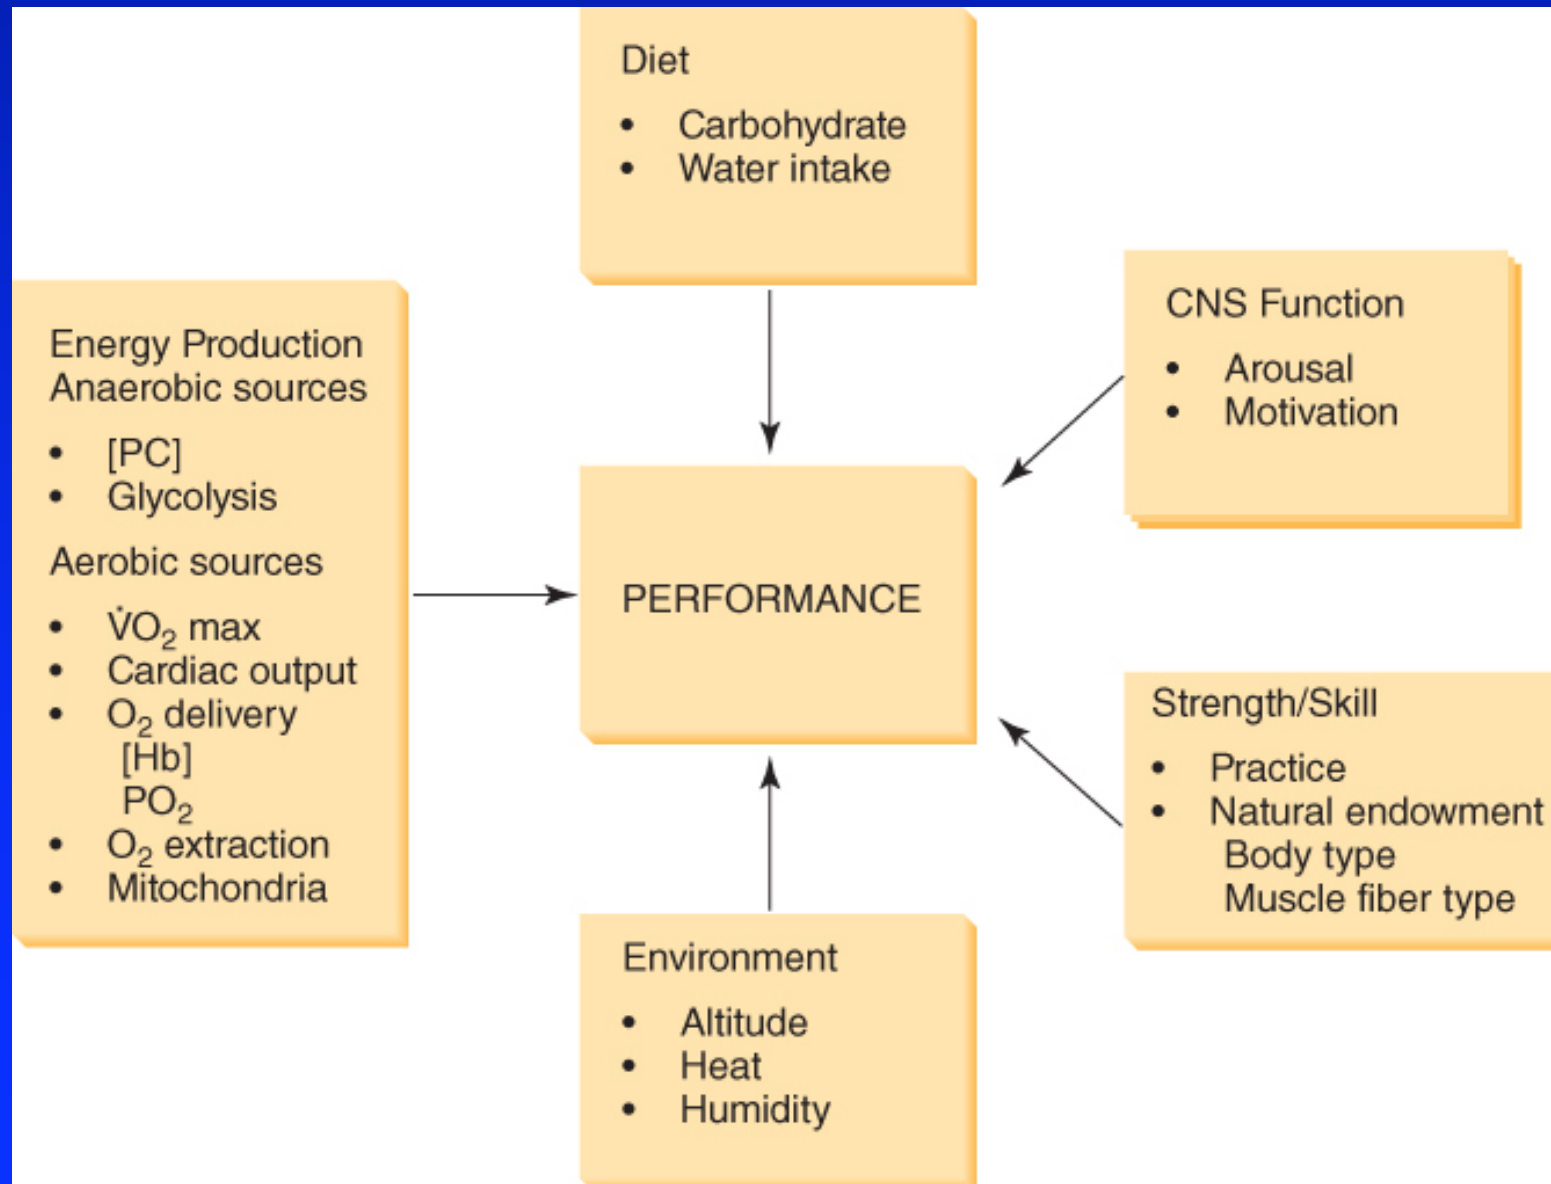 Diet
• Carbohydrate
• Water intake
CNS Function
• Arousal
• Motivation
Energy Production
Anaerobic sources
• [PC]
• Glycolysis
Aerobic sources
• V̇O₂ max
• Cardiac output
• O₂ delivery
[Hb]
PO₂
• O₂ extraction
• Mitochondria
PERFORMANCE
Strength/Skill
• Practice
• Natural endowment
Body type
Muscle fiber type
Environment
• Altitude
• Heat
• Humidity